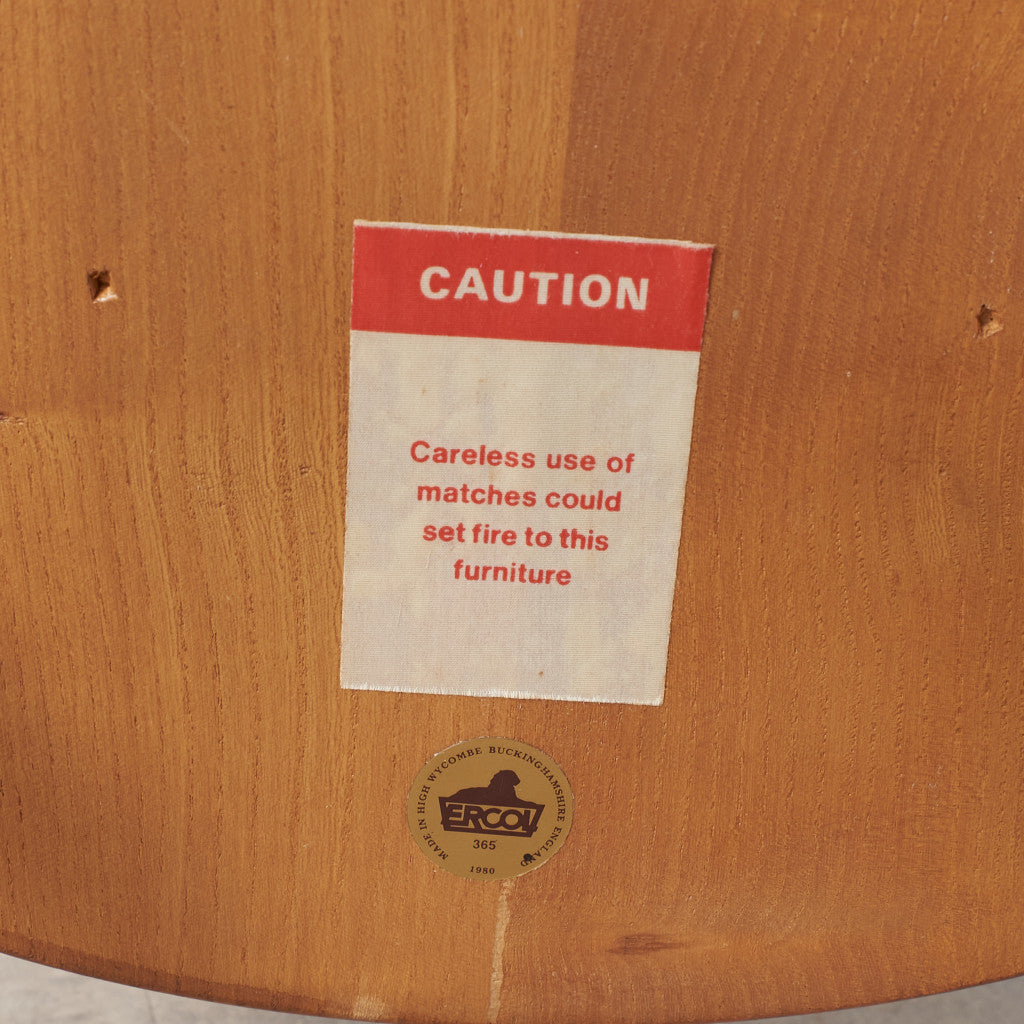 CAUTION
Careless use of
matches could
set fire to this
furniture
MADE IN HIGH WYCOMBE BUCKINGHAMSHIRE ENGLAND
ERCOL
365
1980